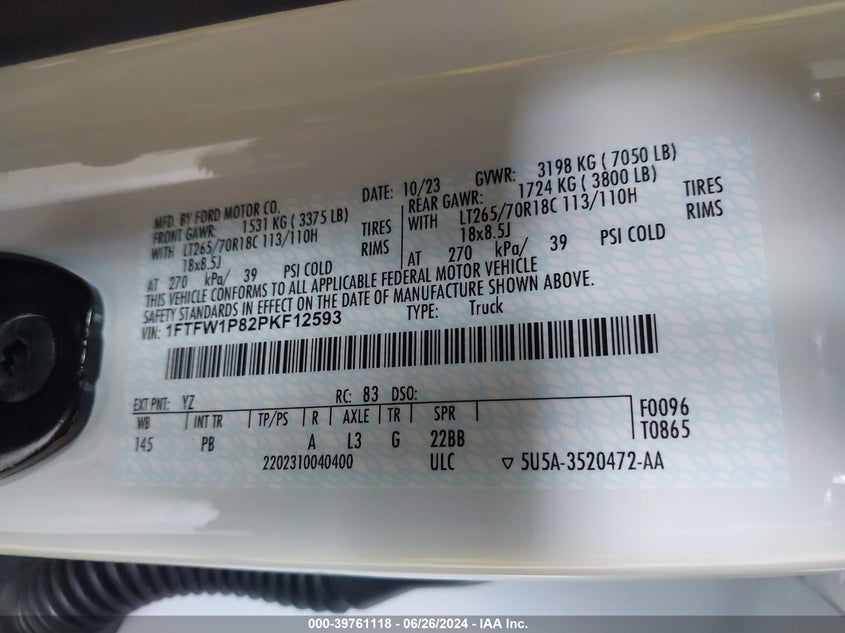 MFD. BY FORD MOTOR CO.
DATE: 10/23 GVWR: 3198 KG ( 7050 LB)
FRONT GAWR: 1531 KG ( 3375 LB)
WITH LT265/70R18C 113/110H TIRES
18x8.5J RIMS
AT 270 kPa/ 39 PSI COLD
REAR GAWR: 1724 KG ( 3800 LB)
WITH LT265/70R18C 113/110H TIRES
18x8.5J RIMS
AT 270 kPa/ 39 PSI COLD
THIS VEHICLE CONFORMS TO ALL APPLICABLE FEDERAL MOTOR VEHICLE
SAFETY STANDARDS IN EFFECT ON THE DATE OF MANUFACTURE SHOWN ABOVE.
VIN: 1FTFW1P82PKF12593 TYPE: Truck
EXT PNT: YZ RC: 83 DSO:
WB INT TR TP/PS R AXLE TR SPR
145 PB A L3 G 22BB
F0096
T0865
2202310040400 ULC ▽ 5U5A-3520472-AA
000-39761118 - 06/26/2024 - IAA Inc.